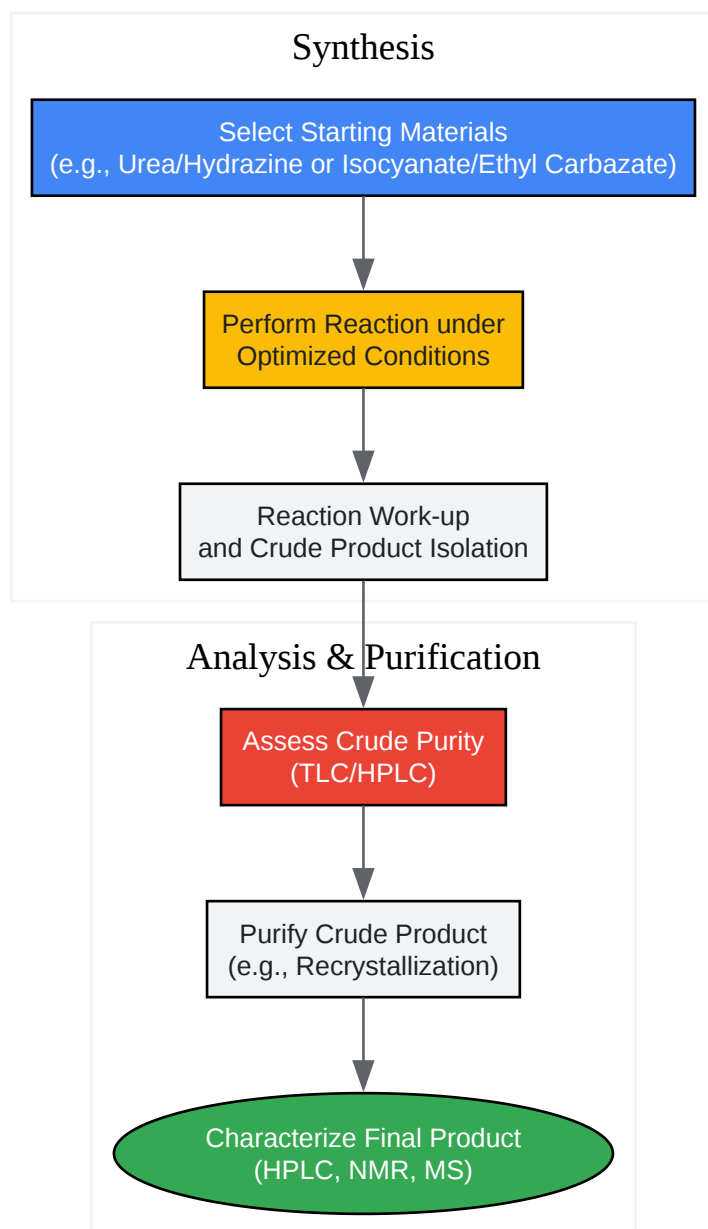 Synthesis
Select Starting Materials
(e.g., Urea/Hydrazine or Isocyanate/Ethyl Carbazate)
Perform Reaction under
Optimized Conditions
Reaction Work-up
and Crude Product Isolation
Analysis & Purification
Assess Crude Purity
(TLC/HPLC)
Purify Crude Product
(e.g., Recrystallization)
Characterize Final Product
(HPLC, NMR, MS)